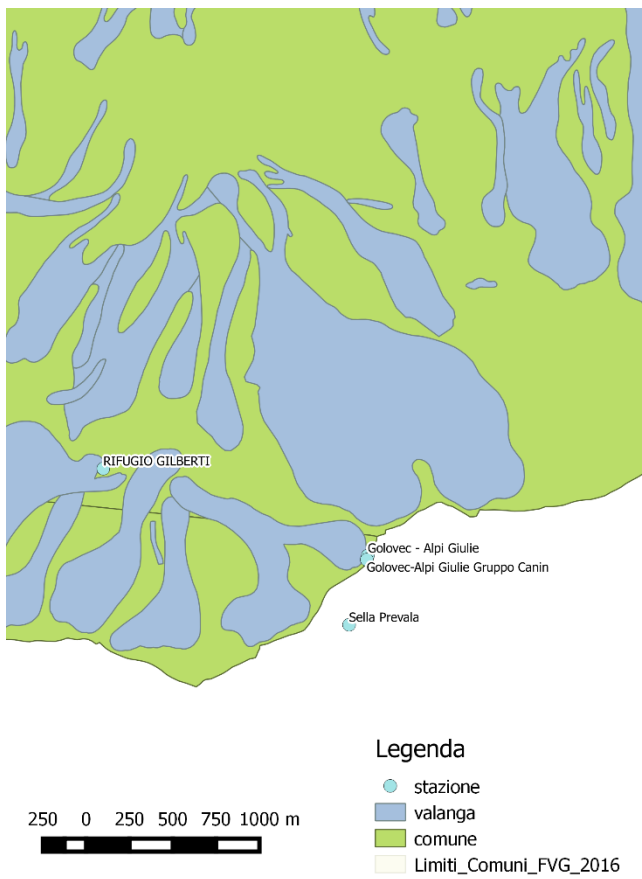 RIFUGIO GILBERTI
Golovec - Alpi Giulie
Golovec-Alpi Giulie Gruppo Canin
Sella Prevala
Legenda
stazione
valanga
comune
Limiti_Comuni_FVG_2016
250 0 250 500 750 1000 m